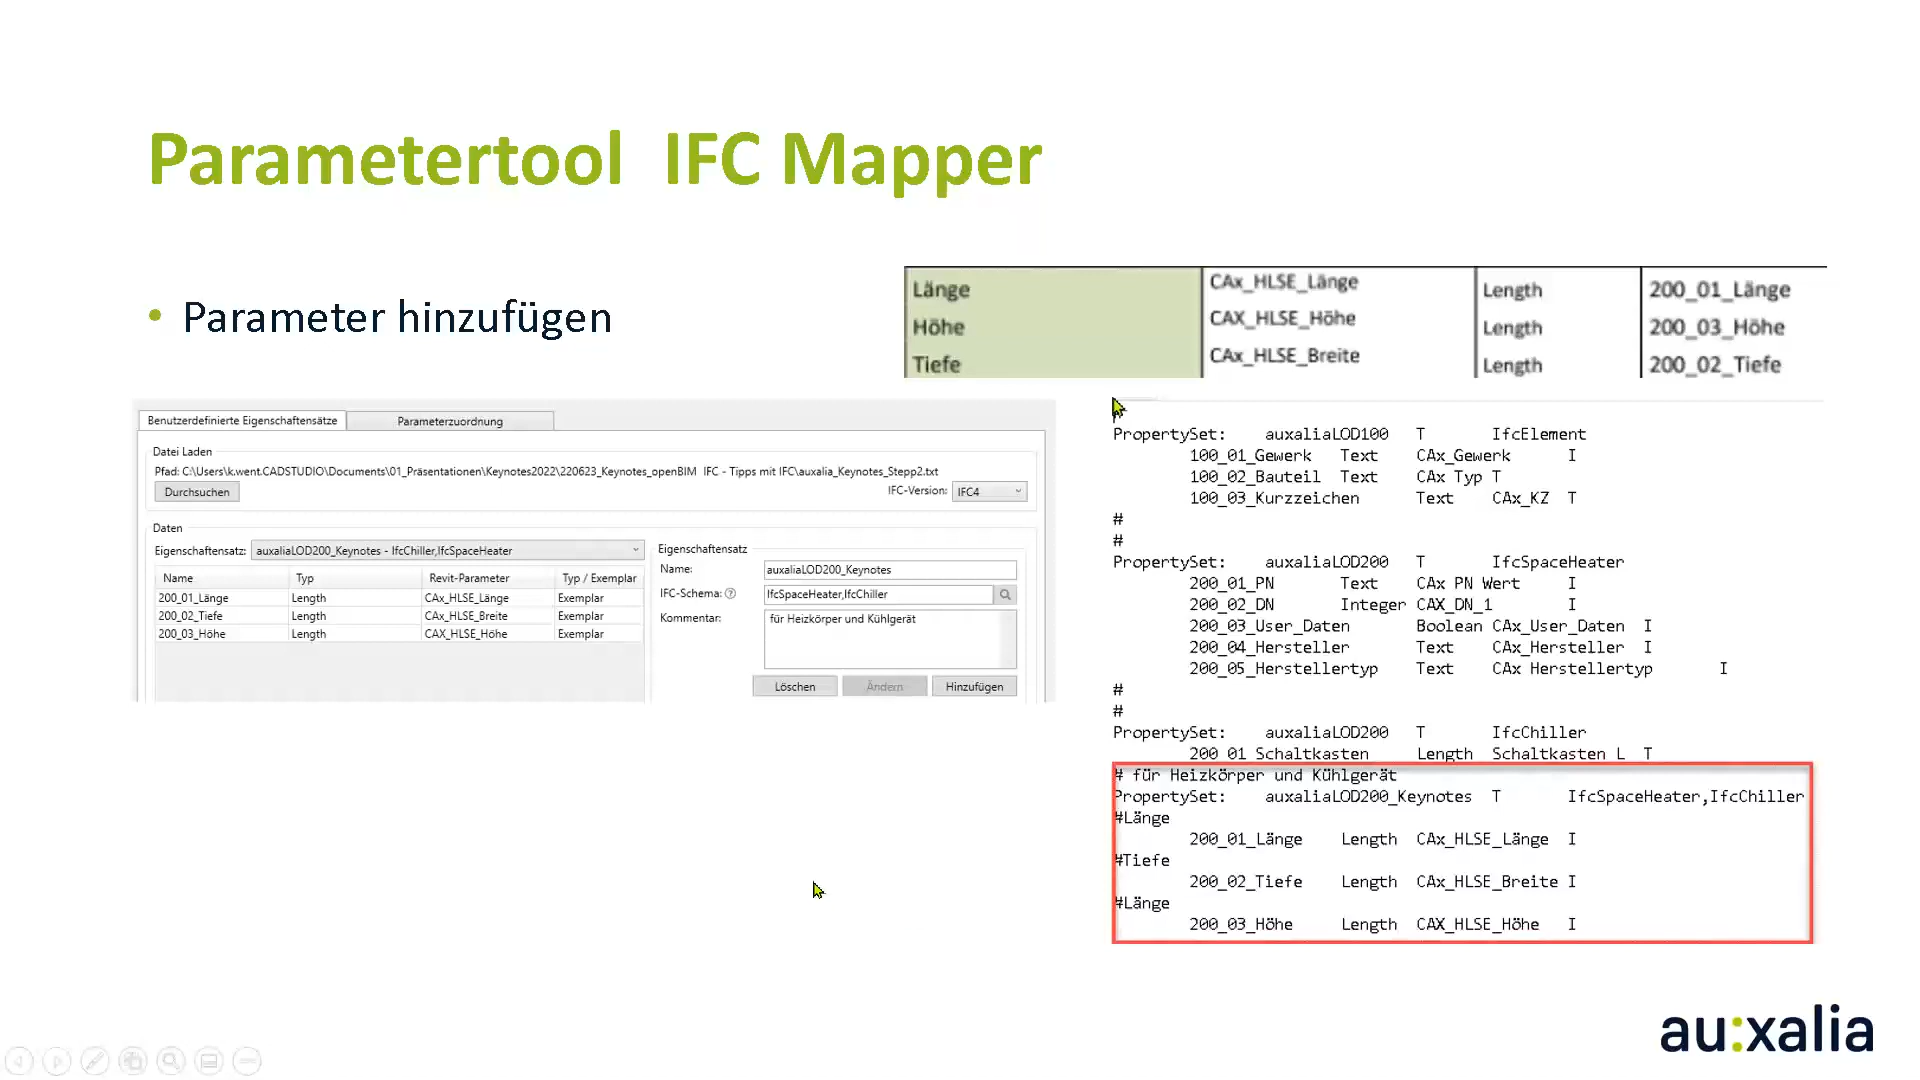 Parametertool IFC Mapper
• Parameter hinzufügen
Länge CAx_HLSE_Länge Length 200_01_Länge
Höhe CAX_HLSE_Höhe Length 200_03_Höhe
Tiefe CAx_HLSE_Breite Length 200_02_Tiefe
Benutzerdefinierte Eigenschaftensätze Parameterzuordnung
Datei Laden
Pfad: C:\Users\k.went.CADSTUDIO\Documents\01_Präsentationen\Keynotes2022\220623_Keynotes_openBIM IFC - Tipps mit IFC\auxalia_Keynotes_Stepp2.txt
Durchsuchen IFC-Version: IFC4
Daten
Eigenschaftensatz: auxaliaLOD200_Keynotes - IfcChiller,IfcSpaceHeater
Name Typ Revit-Parameter Typ / Exemplar
200_01_Länge Length CAx_HLSE_Länge Exemplar
200_02_Tiefe Length CAx_HLSE_Breite Exemplar
200_03_Höhe Length CAX_HLSE_Höhe Exemplar
Eigenschaftensatz
Name: auxaliaLOD200_Keynotes
IFC-Schema: ? IfcSpaceHeater,IfcChiller
Kommentar: für Heizkörper und Kühlgerät
Löschen Ändern Hinzufügen
PropertySet: auxaliaLOD100 T IfcElement
100_01_Gewerk Text CAx_Gewerk I
100_02_Bauteil Text CAx Typ T
100_03_Kurzzeichen Text CAx_KZ T
#
#
PropertySet: auxaliaLOD200 T IfcSpaceHeater
200_01_PN Text CAx PN Wert I
200_02_DN Integer CAX_DN_1 I
200_03_User_Daten Boolean CAx_User_Daten I
200_04_Hersteller Text CAx_Hersteller I
200_05_Herstellertyp Text CAx Herstellertyp I
#
#
PropertySet: auxaliaLOD200 T IfcChiller
200 01 Schaltkasten Length Schaltkasten L T
# für Heizkörper und Kühlgerät
PropertySet: auxaliaLOD200_Keynotes T IfcSpaceHeater,IfcChiller
#Länge
200_01_Länge Length CAx_HLSE_Länge I
#Tiefe
200_02_Tiefe Length CAx_HLSE_Breite I
#Länge
200_03_Höhe Length CAX_HLSE_Höhe I
au:xalia